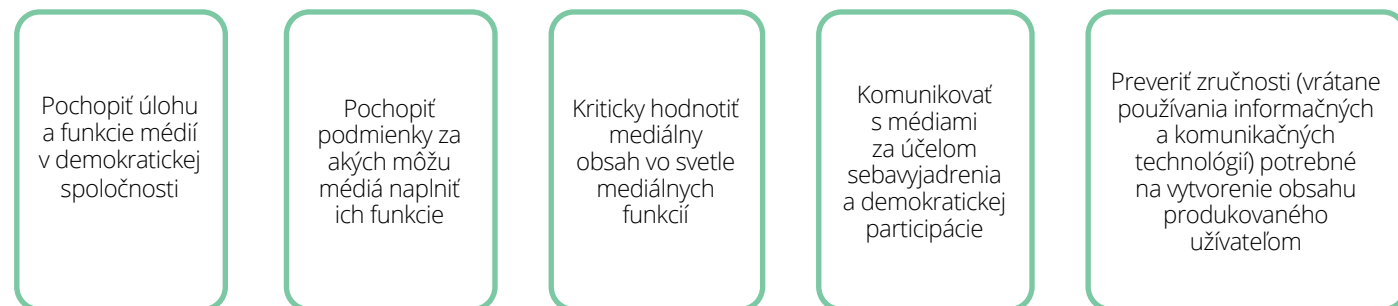 Pochopiť úlohu
a funkcie médií
v demokratickej
spoločnosti
Pochopiť
podmienky za
akých môžu
médiá naplniť
ich funkcie
Kriticky hodnotiť
mediálny
obsah vo svetle
mediálnych
funkcií
Komunikovať
s médiami
za účelom
sebavyjadrenia
a demokratickej
participácie
Preveriť zručnosti (vrátane
používania informačných
a komunikačných
technológií) potrebné
na vytvorenie obsahu
produkovaného
užívateľom